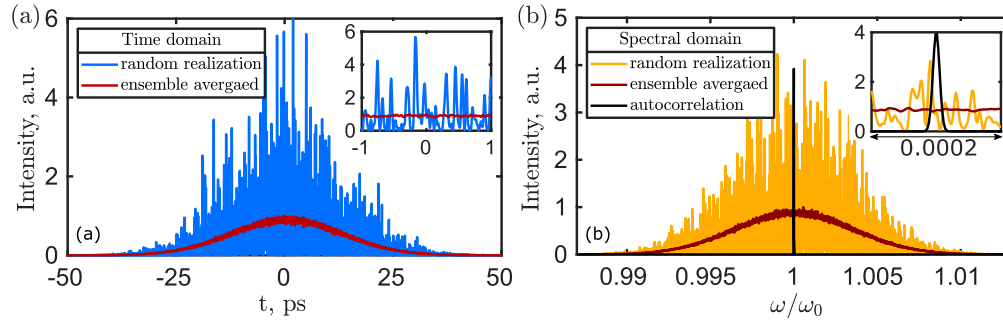 (a)
Time domain
random realization
ensemble avergaed
Intensity, a.u.
6
4
2
0
6
4
2
0
-1
0
1
(a)
-50
-25
0
25
50
t, ps
(b)
Spectral domain
random realization
ensemble avergaed
autocorrelation
Intensity, a.u.
5
4
3
2
1
0
4
2
0
0.0002
(b)
0.99
0.995
1
1.005
1.01
ω/ω₀